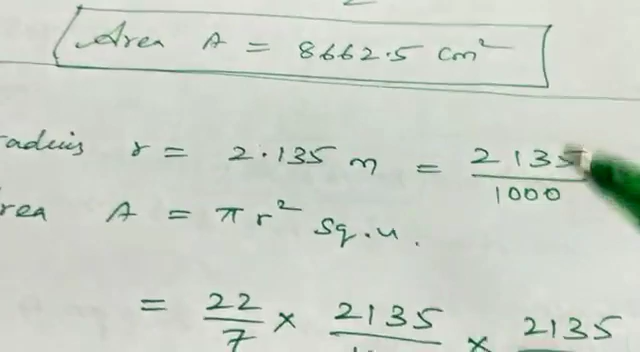 Area A = 8662.5 cm²
radius r = 2.135 m = 2135/1000
Area A = πr² sq.u.
= 22/7 × 2135 × 2135